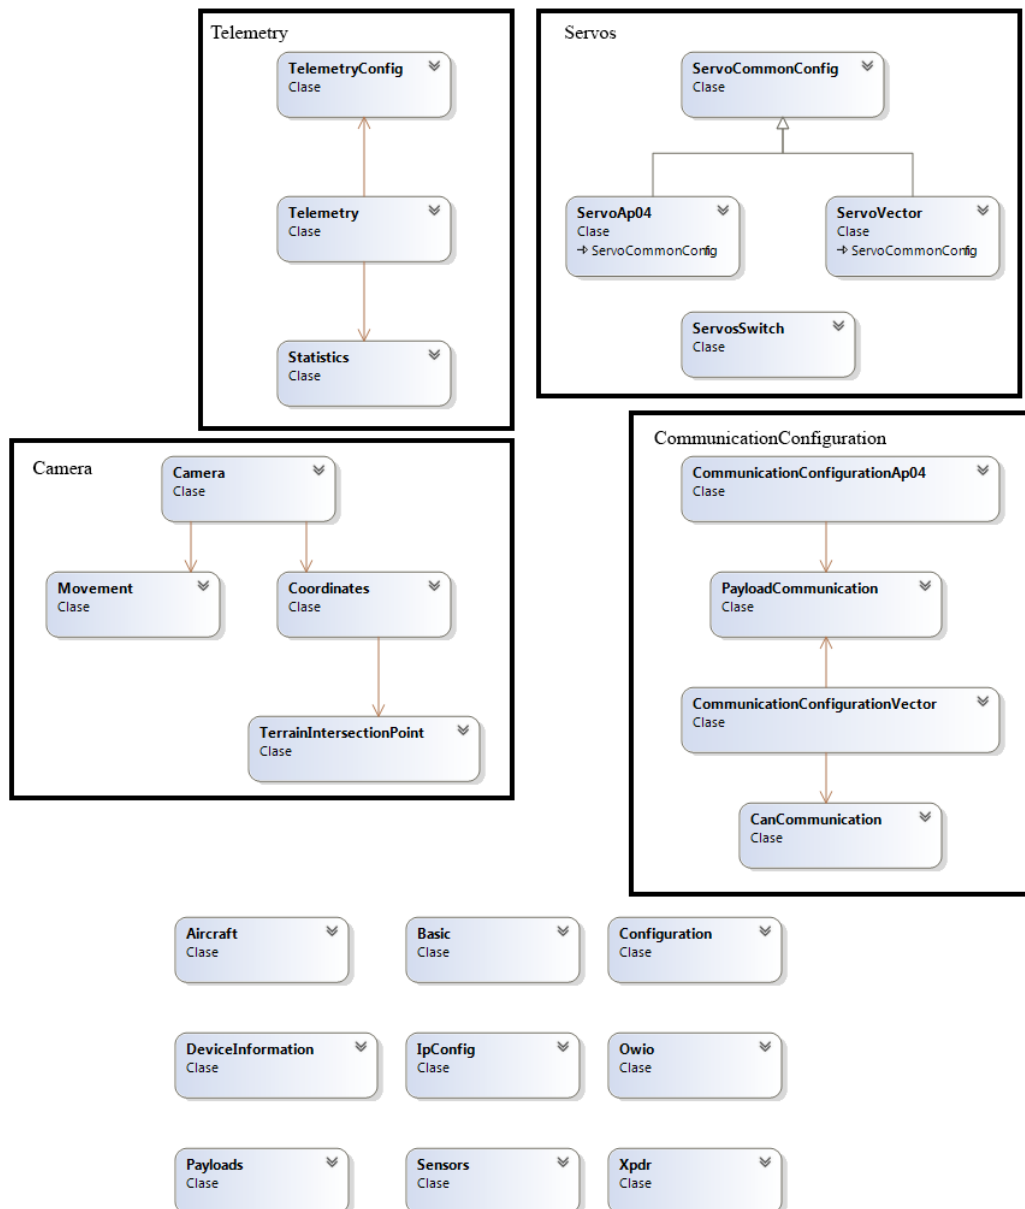 Telemetry
TelemetryConfig
Clase
Telemetry
Clase
Statistics
Clase
Servos
ServoCommonConfig
Clase
ServoAp04
Clase
ServoCommonConfig
ServoVector
Clase
ServoCommonConfig
ServosSwitch
Clase
Camera
Camera
Clase
Movement
Clase
Coordinates
Clase
TerrainIntersectionPoint
Clase
CommunicationConfiguration
CommunicationConfigurationAp04
Clase
PayloadCommunication
Clase
CommunicationConfigurationVector
Clase
CanCommunication
Clase
Aircraft
Clase
Basic
Clase
Configuration
Clase
DeviceInformation
Clase
IpConfig
Clase
Owio
Clase
Payloads
Clase
Sensors
Clase
Xpdr
Clase